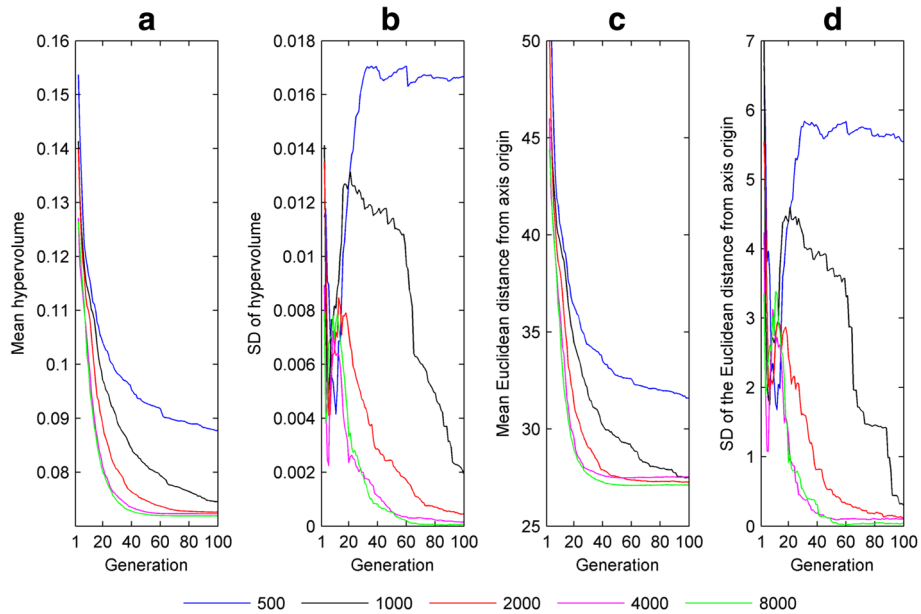 a
b
c
d
Mean hypervolume
0.16
0.15
0.14
0.13
0.12
0.11
0.1
0.09
0.08
1 20 40 60 80 100
Generation
SD of hypervolume
0.018
0.016
0.014
0.012
0.01
0.008
0.006
0.004
0.002
0
1 20 40 60 80 100
Generation
Mean Euclidean distance from axis origin
50
45
40
35
30
25
1 20 40 60 80 100
Generation
SD of the Euclidean distance from axis origin
7
6
5
4
3
2
1
0
1 20 40 60 80 100
Generation
500 1000 2000 4000 8000